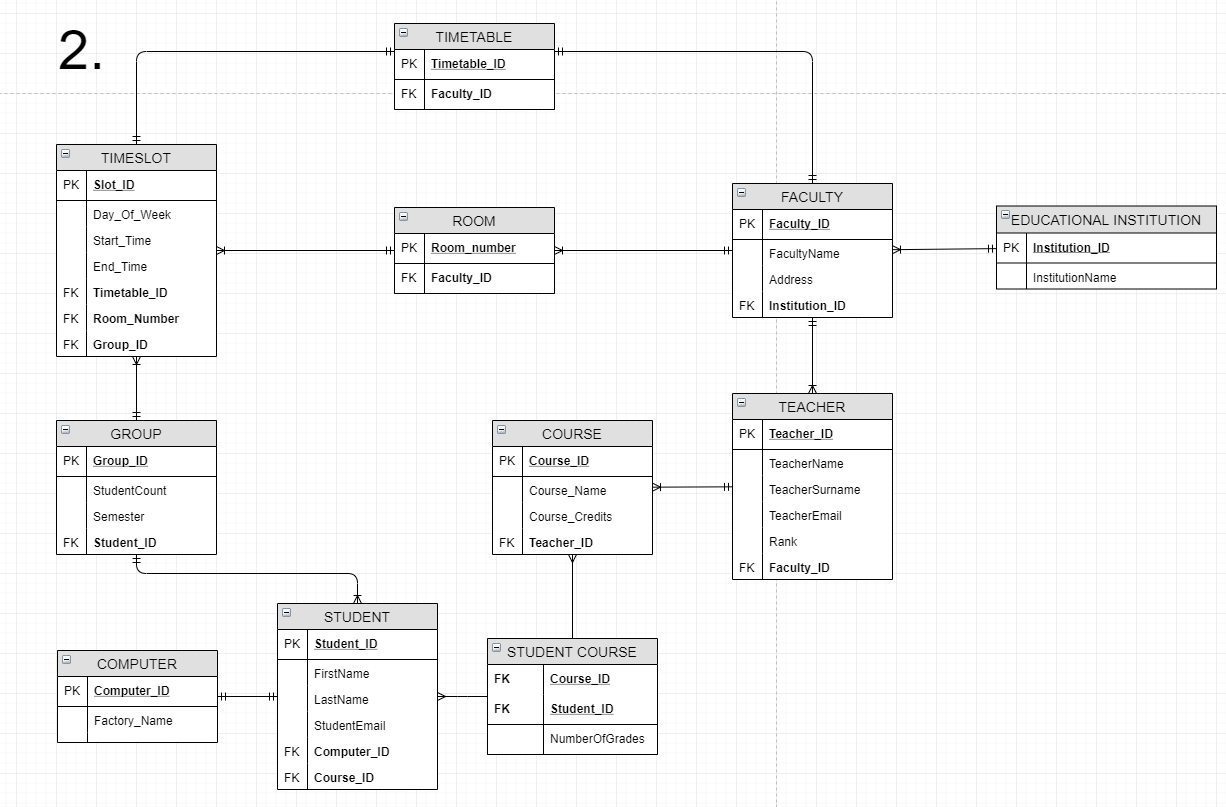 2.
TIMETABLE
PK Timetable_ID
FK Faculty_ID
TIMESLOT
PK Slot_ID
Day_Of_Week
Start_Time
End_Time
FK Timetable_ID
FK Room_Number
FK Group_ID
ROOM
PK Room_number
FK Faculty_ID
FACULTY
PK Faculty_ID
FacultyName
Address
FK Institution_ID
EDUCATIONAL INSTITUTION
PK Institution_ID
InstitutionName
GROUP
PK Group_ID
StudentCount
Semester
FK Student_ID
COURSE
PK Course_ID
Course_Name
Course_Credits
FK Teacher_ID
TEACHER
PK Teacher_ID
TeacherName
TeacherSurname
TeacherEmail
Rank
FK Faculty_ID
COMPUTER
PK Computer_ID
Factory_Name
STUDENT
PK Student_ID
FirstName
LastName
StudentEmail
FK Computer_ID
FK Course_ID
STUDENT COURSE
FK Course_ID
FK Student_ID
NumberOfGrades